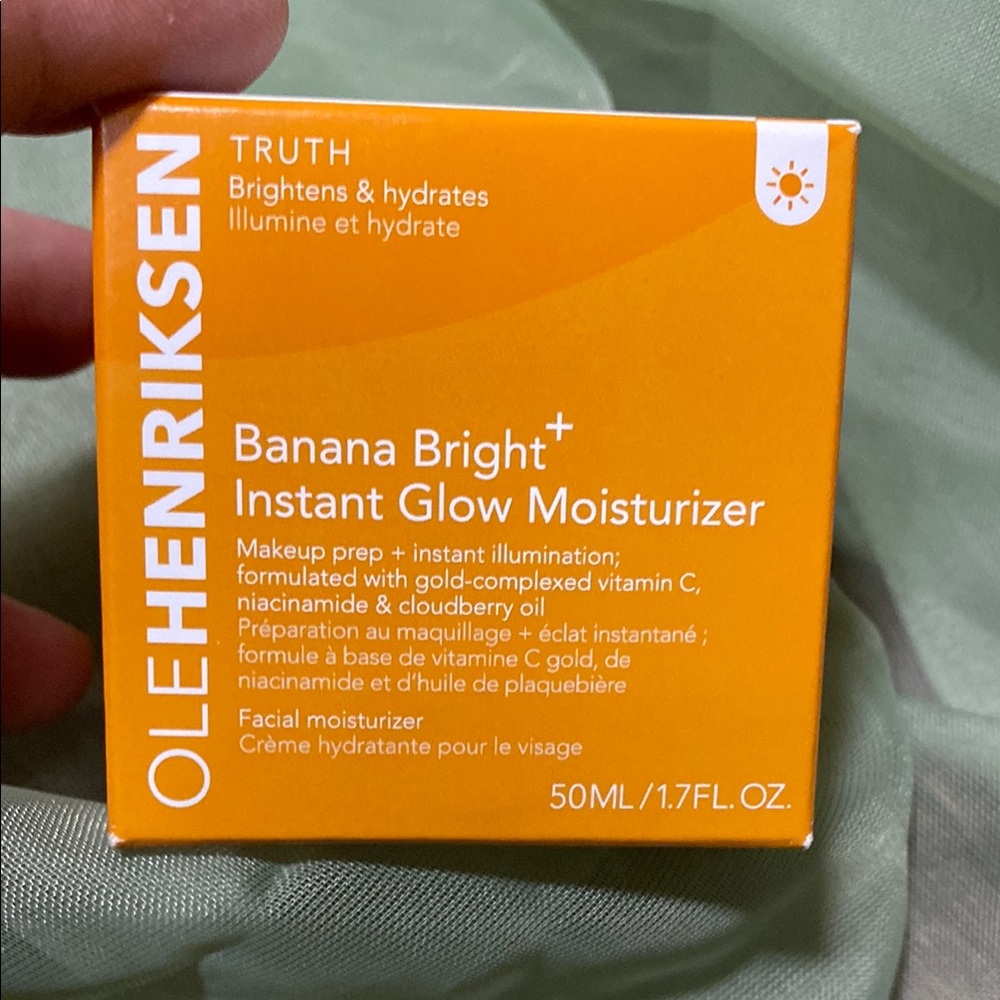 OLEHENRIKSEN
TRUTH
Brightens & hydrates
Illumine et hydrate
Banana Bright+
Instant Glow Moisturizer
Makeup prep + instant illumination;
formulated with gold-complexed vitamin C,
niacinamide & cloudberry oil
Préparation au maquillage + éclat instantané ;
formule à base de vitamine C gold, de
niacinamide et d'huile de plaquebière
Facial moisturizer
Crème hydratante pour le visage
50ML/1.7FL. OZ.